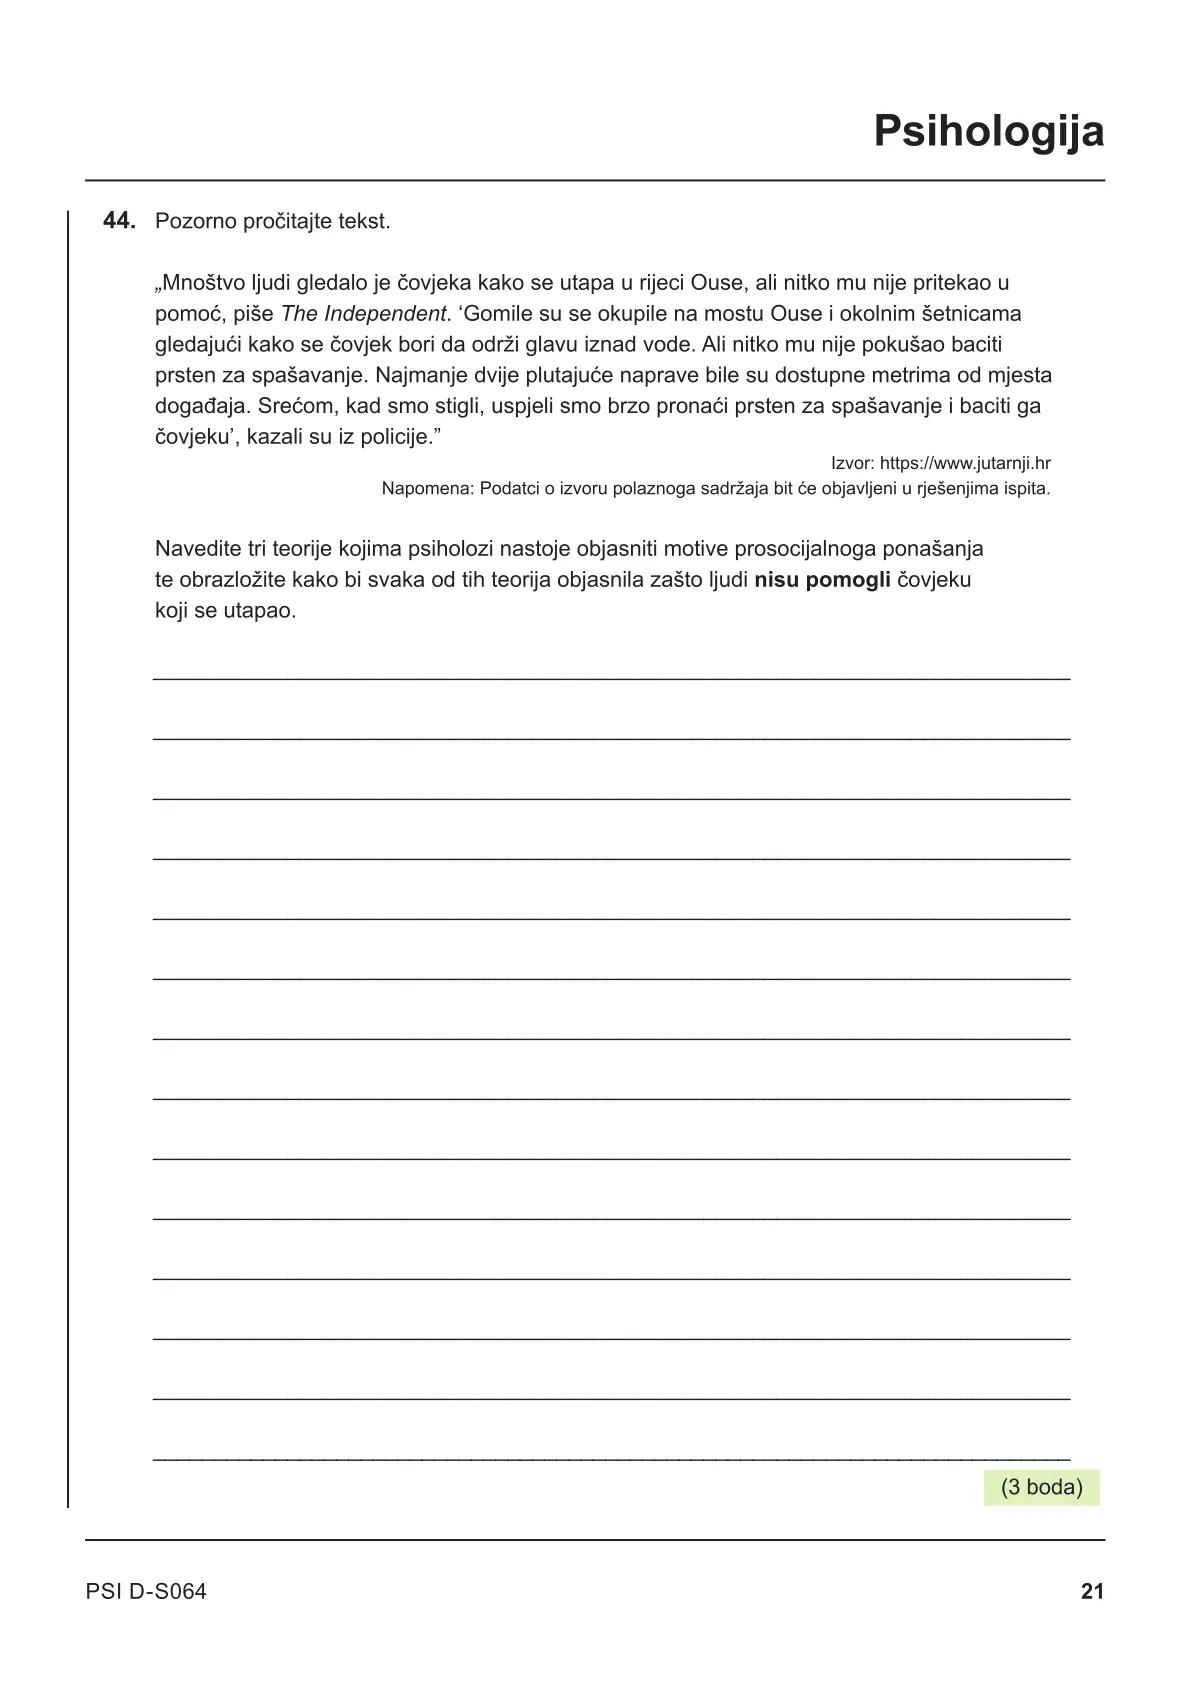 Psihologija
44. Pozorno pročitajte tekst.
„Mnoštvo ljudi gledalo je čovjeka kako se utapa u rijeci Ouse, ali nitko mu nije pritekao u
pomoć, piše The Independent. ‘Gomile su se okupile na mostu Ouse i okolnim šetnicama
gledajući kako se čovjek bori da održi glavu iznad vode. Ali nitko mu nije pokušao baciti
prsten za spašavanje. Najmanje dvije plutajuće naprave bile su dostupne metrima od mjesta
događaja. Srećom, kad smo stigli, uspjeli smo brzo pronaći prsten za spašavanje i baciti ga
čovjeku’, kazali su iz policije.”
Izvor: https://www.jutarnji.hr
Napomena: Podatci o izvoru polaznoga sadržaja bit će objavljeni u rješenjima ispita.
Navedite tri teorije kojima psiholozi nastoje objasniti motive prosocijalnoga ponašanja
te obrazložite kako bi svaka od tih teorija objasnila zašto ljudi nisu pomogli čovjeku
koji se utapao.
(3 boda)
PSI D-S064
21